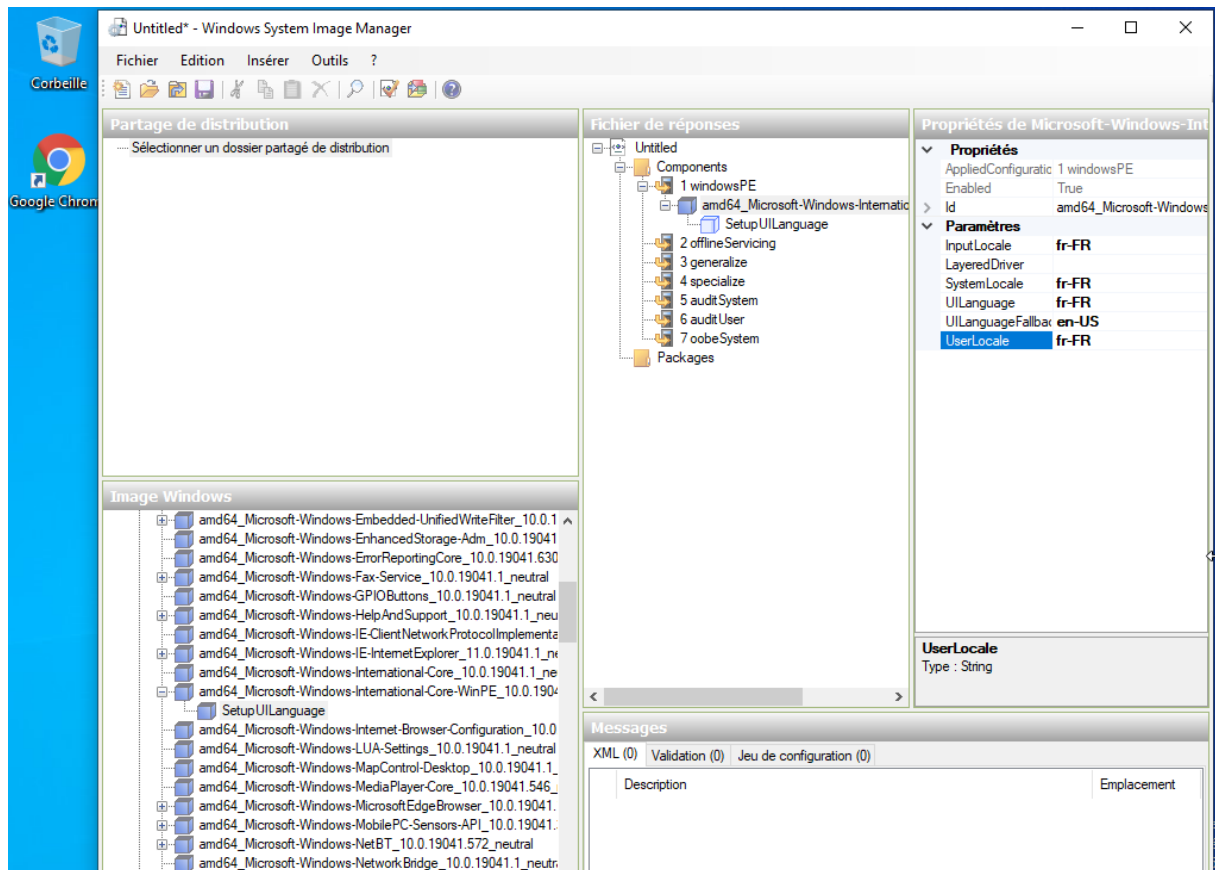 Untitled* - Windows System Image Manager
Fichier Edition Insérer Outils ?
Corbeille
Google Chrom
Partage de distribution
Sélectionner un dossier partagé de distribution
Fichier de réponses
Untitled
Components
1 windowsPE
amd64_Microsoft-Windows-Internatio
SetupUILanguage
2 offlineServicing
3 generalize
4 specialize
5 auditSystem
6 auditUser
7 oobeSystem
Packages
Propriétés de Microsoft-Windows-Int
Propriétés
AppliedConfiguratic 1 windowsPE
Enabled True
Id amd64_Microsoft-Windows
Paramètres
InputLocale fr-FR
LayeredDriver
SystemLocale fr-FR
UILanguage fr-FR
UILanguageFallbac en-US
UserLocale fr-FR
UserLocale
Type : String
Image Windows
amd64_Microsoft-Windows-Embedded-UnifiedWriteFilter_10.0.1
amd64_Microsoft-Windows-EnhancedStorage-Adm_10.0.19041
amd64_Microsoft-Windows-ErrorReportingCore_10.0.19041.630
amd64_Microsoft-Windows-Fax-Service_10.0.19041.1_neutral
amd64_Microsoft-Windows-GPIOButtons_10.0.19041.1_neutral
amd64_Microsoft-Windows-HelpAndSupport_10.0.19041.1_neu
amd64_Microsoft-Windows-IE-ClientNetworkProtocolImplementa
amd64_Microsoft-Windows-IE-InternetExplorer_11.0.19041.1_ne
amd64_Microsoft-Windows-International-Core_10.0.19041.1_ne
amd64_Microsoft-Windows-International-Core-WinPE_10.0.1904
SetupUILanguage
amd64_Microsoft-Windows-Internet-Browser-Configuration_10.0
amd64_Microsoft-Windows-LUA-Settings_10.0.19041.1_neutral
amd64_Microsoft-Windows-MapControl-Desktop_10.0.19041.1_
amd64_Microsoft-Windows-MediaPlayer-Core_10.0.19041.546_
amd64_Microsoft-Windows-MicrosoftEdgeBrowser_10.0.19041.
amd64_Microsoft-Windows-MobilePC-Sensors-API_10.0.19041.
amd64_Microsoft-Windows-NetBT_10.0.19041.572_neutral
amd64_Microsoft-Windows-NetworkBridge_10.0.19041.1_neutr
Messages
XML (0) Validation (0) Jeu de configuration (0)
Description Emplacement